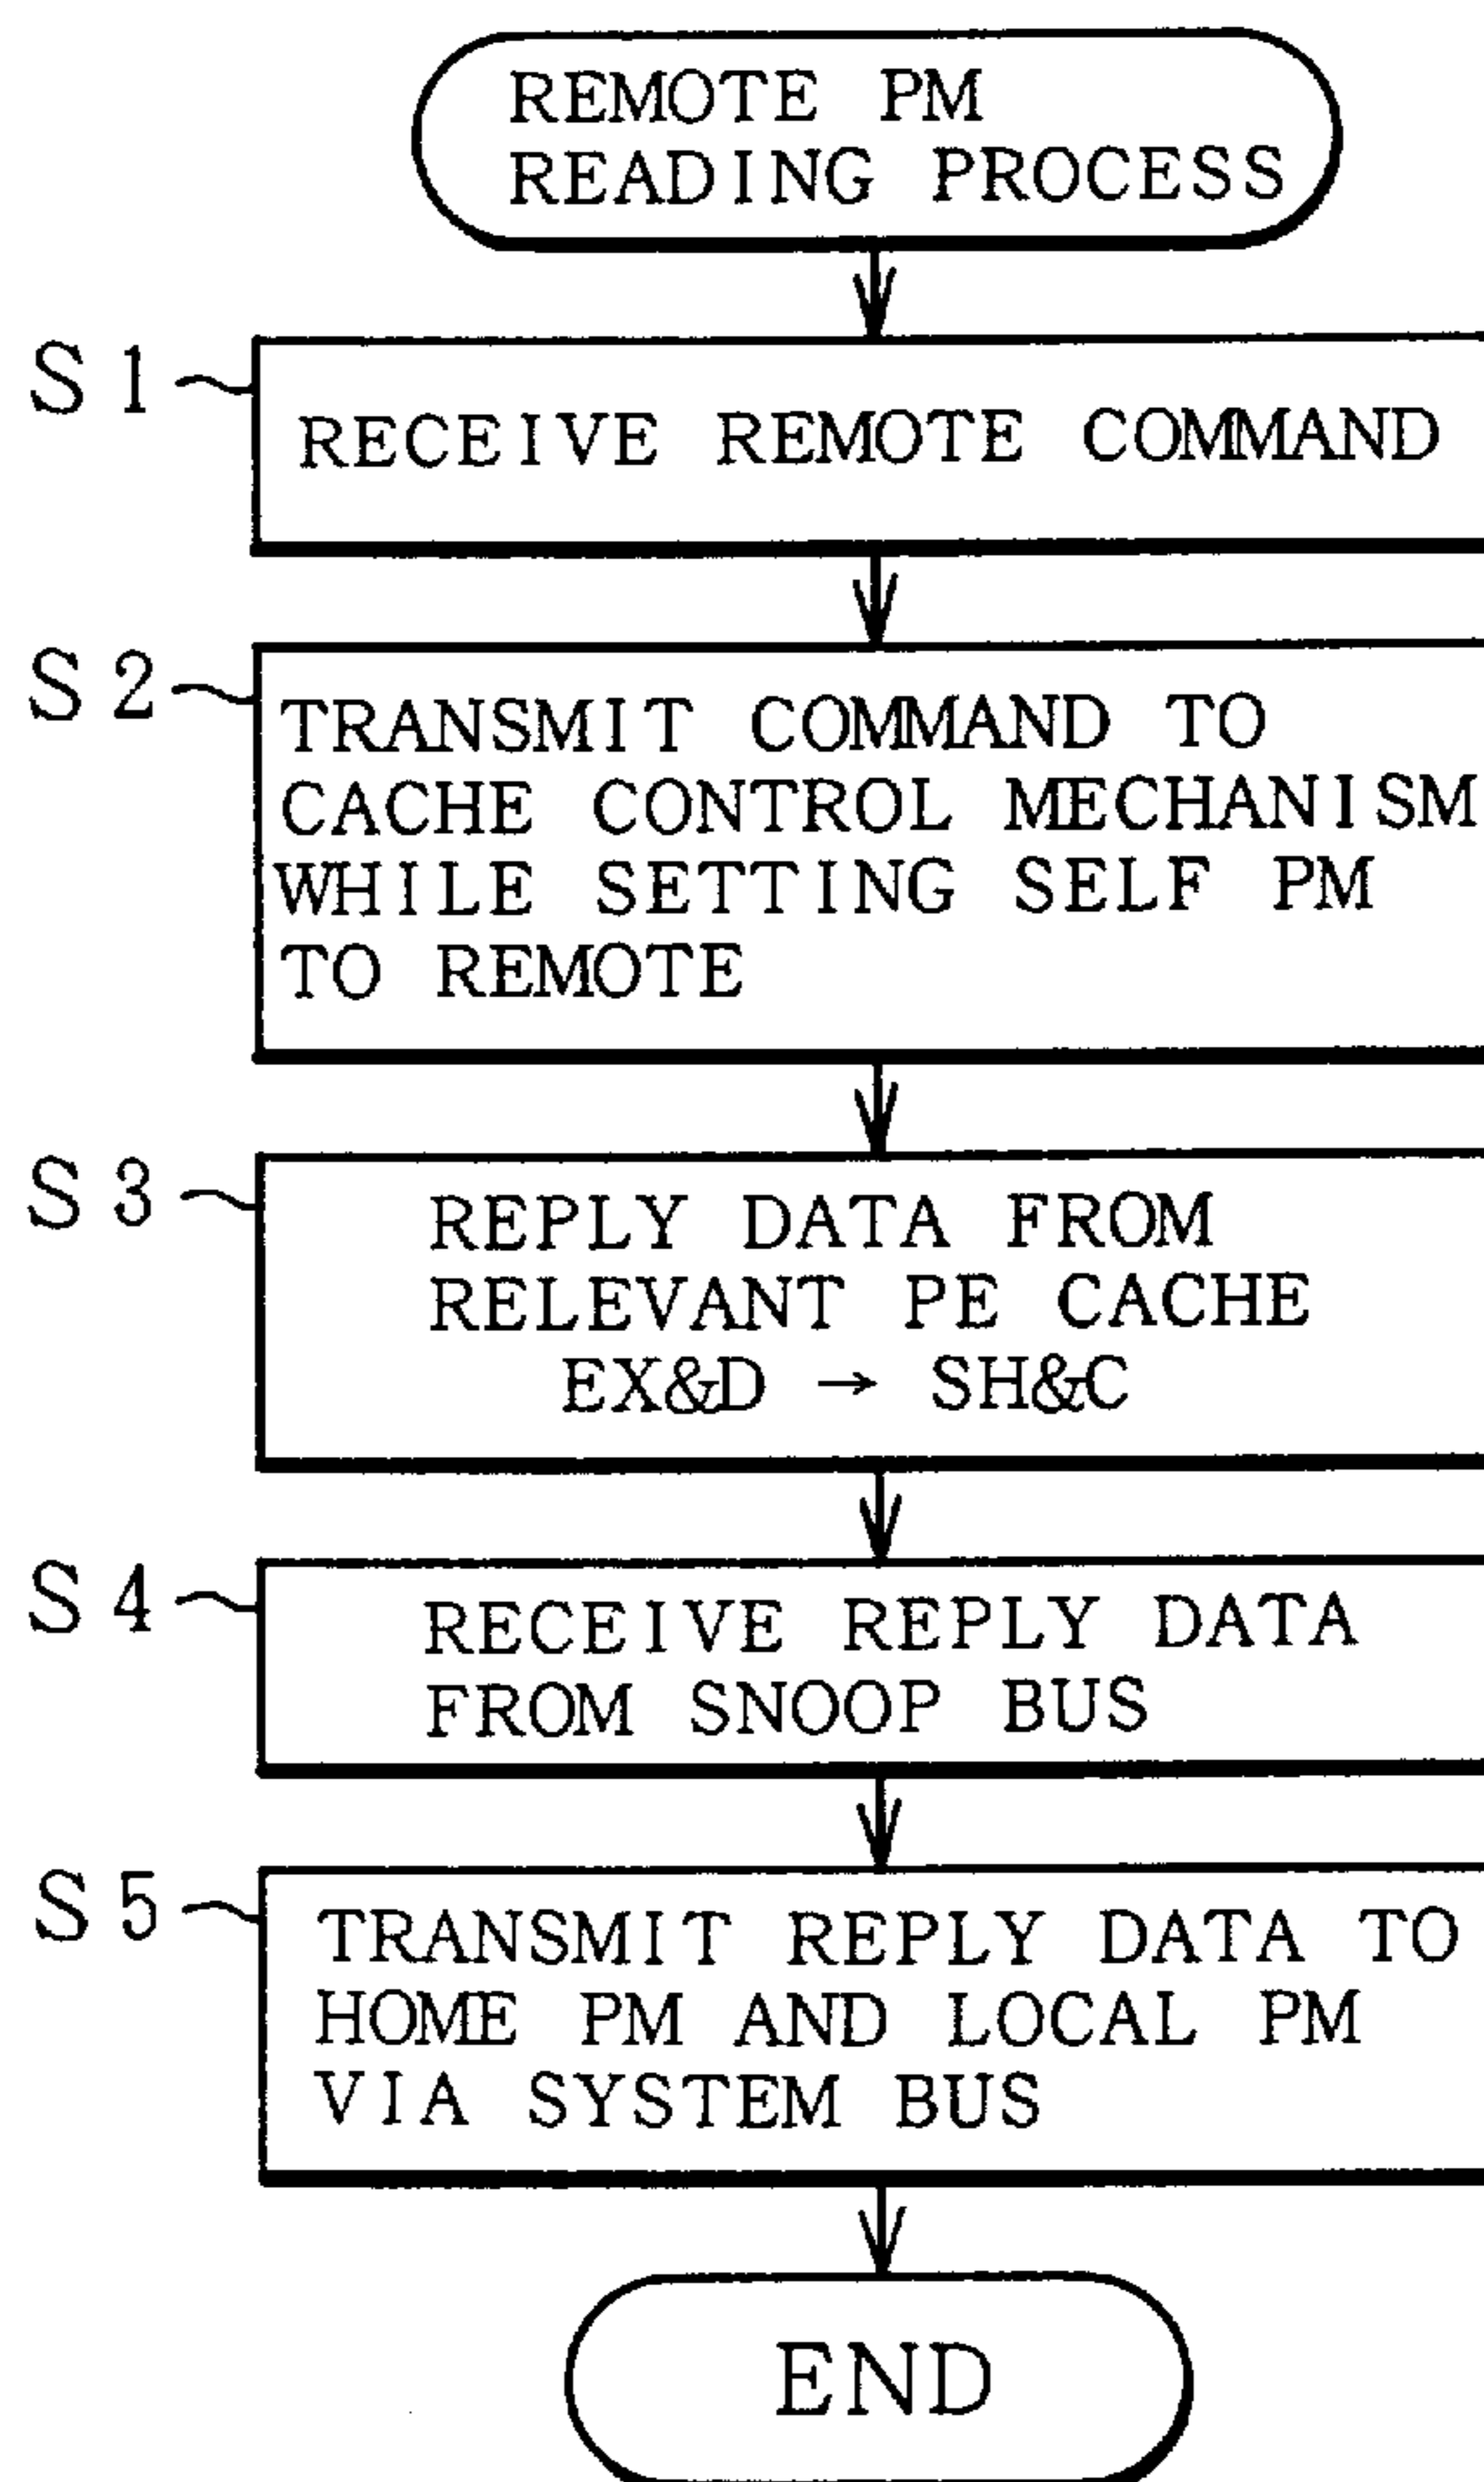 REMOTE PM
READING PROCESS
S1
RECEIVE REMOTE COMMAND
S2
TRANSMIT COMMAND TO
CACHE CONTROL MECHANISM
WHILE SETTING SELF PM
TO REMOTE
S3
REPLY DATA FROM
RELEVANT PE CACHE
EX&D → SH&C
S4
RECEIVE REPLY DATA
FROM SNOOP BUS
S5
TRANSMIT REPLY DATA TO
HOME PM AND LOCAL PM
VIA SYSTEM BUS
END